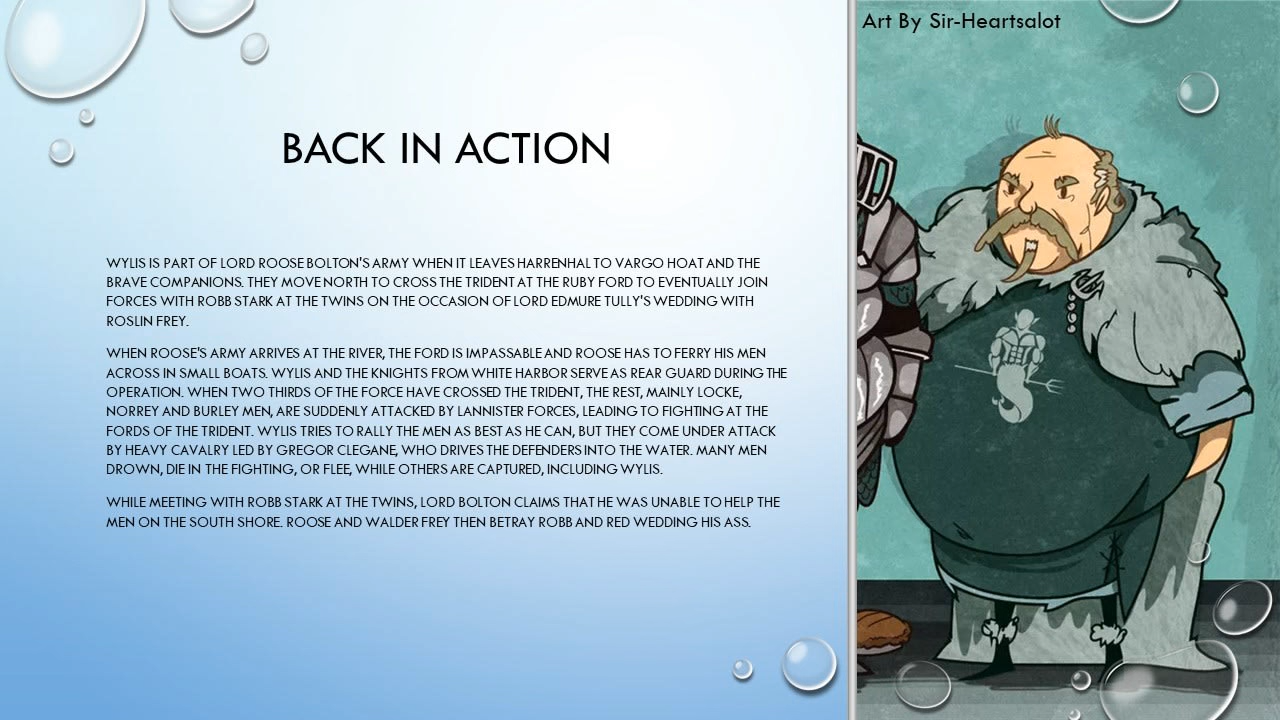 Art By Sir-Heartsalot
BACK IN ACTION
WYLIS IS PART OF LORD ROOSE BOLTON'S ARMY WHEN IT LEAVES HARRENHAL TO VARGO HOAT AND THE
BRAVE COMPANIONS. THEY MOVE NORTH TO CROSS THE TRIDENT AT THE RUBY FORD TO EVENTUALLY JOIN
FORCES WITH ROBB STARK AT THE TWINS ON THE OCCASION OF LORD EDMURE TULLY'S WEDDING WITH
ROSLIN FREY.
WHEN ROOSE'S ARMY ARRIVES AT THE RIVER, THE FORD IS IMPASSABLE AND ROOSE HAS TO FERRY HIS MEN
ACROSS IN SMALL BOATS. WYLIS AND THE KNIGHTS FROM WHITE HARBOR SERVE AS REAR GUARD DURING THE
OPERATION. WHEN TWO THIRDS OF THE FORCE HAVE CROSSED THE TRIDENT, THE REST, MAINLY LOCKE,
NORREY AND BURLEY MEN, ARE SUDDENLY ATTACKED BY LANNISTER FORCES, LEADING TO FIGHTING AT THE
FORDS OF THE TRIDENT. WYLIS TRIES TO RALLY THE MEN AS BEST AS HE CAN, BUT THEY COME UNDER ATTACK
BY HEAVY CAVALRY LED BY GREGOR CLEGANE, WHO DRIVES THE DEFENDERS INTO THE WATER. MANY MEN
DROWN, DIE IN THE FIGHTING, OR FLEE, WHILE OTHERS ARE CAPTURED, INCLUDING WYLIS.
WHILE MEETING WITH ROBB STARK AT THE TWINS, LORD BOLTON CLAIMS THAT HE WAS UNABLE TO HELP THE
MEN ON THE SOUTH SHORE. ROOSE AND WALDER FREY THEN BETRAY ROBB AND RED WEDDING HIS ASS.